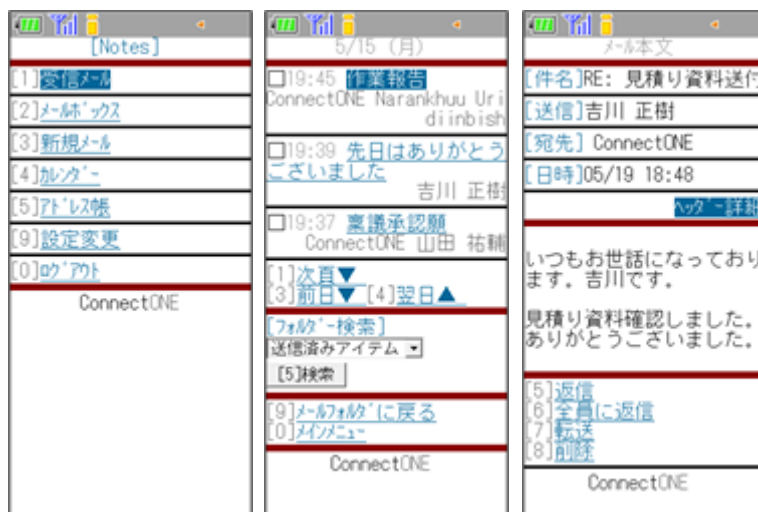 [Notes]
[1]受信メール
[2]メールボックス
[3]新規メール
[4]カレンダー
[5]アドレス帳
[9]設定変更
[0]ログアウト
ConnectONE
5/15 (月)
19:45 作業報告
ConnectONE Narankhuu Uri
diinbish
19:39 先日はありがとう
ございました
吉川 正樹
19:37 稟議承認願
ConnectONE 山田 祐輔
[1]次頁▼
[3]前日▼ [4]翌日▲
[フォルダー検索]
送信済みアイテム
[5]検索
[9]メールフォルダに戻る
[0]メインメニュー
ConnectONE
メール本文
[件名]RE: 見積り資料送付
[送信]吉川 正樹
[宛先] ConnectONE
[日時]05/19 18:48
ヘッダー詳細
いつもお世話になっており
ます。吉川です。
見積り資料確認しました。
ありがとうございました。
[5]返信
[6]全員に返信
[7]転送
[8]削除
ConnectONE